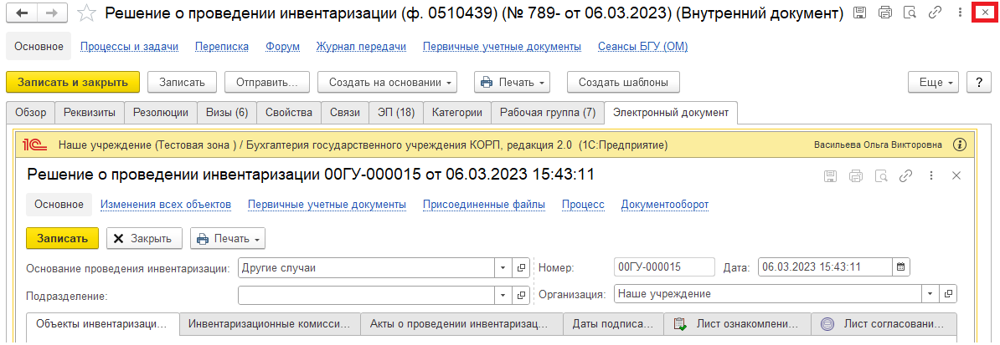 Решение о проведении инвентаризации (ф. 0510439) (№ 789- от 06.03.2023) (Внутренний документ)
Основное Процессы и задачи Переписка Форум Журнал передачи Первичные учетные документы Сеансы БГУ (ОМ)
Записать и закрыть Записать Отправить... Создать на основании Печать Создать шаблоны Еще ?
Обзор Реквизиты Резолюции Визы (6) Свойства Связи ЭП (18) Категории Рабочая группа (7) Электронный документ
1С Наше учреждение (Тестовая зона ) / Бухгалтерия государственного учреждения КОРП, редакция 2.0 (1С:Предприятие) Васильева Ольга Викторовна
Решение о проведении инвентаризации 00ГУ-000015 от 06.03.2023 15:43:11
Основное Изменения всех объектов Первичные учетные документы Присоединенные файлы Процесс Документооборот
Записать Закрыть Печать
Основание проведения инвентаризации: Другие случаи Номер: 00ГУ-000015 Дата: 06.03.2023 15:43:11
Подразделение: Организация: Наше учреждение
Объекты инвентаризаци... Инвентаризационные комисси... Акты о проведении инвентаризац... Даты подписа... Лист ознакомлени... Лист согласовани...